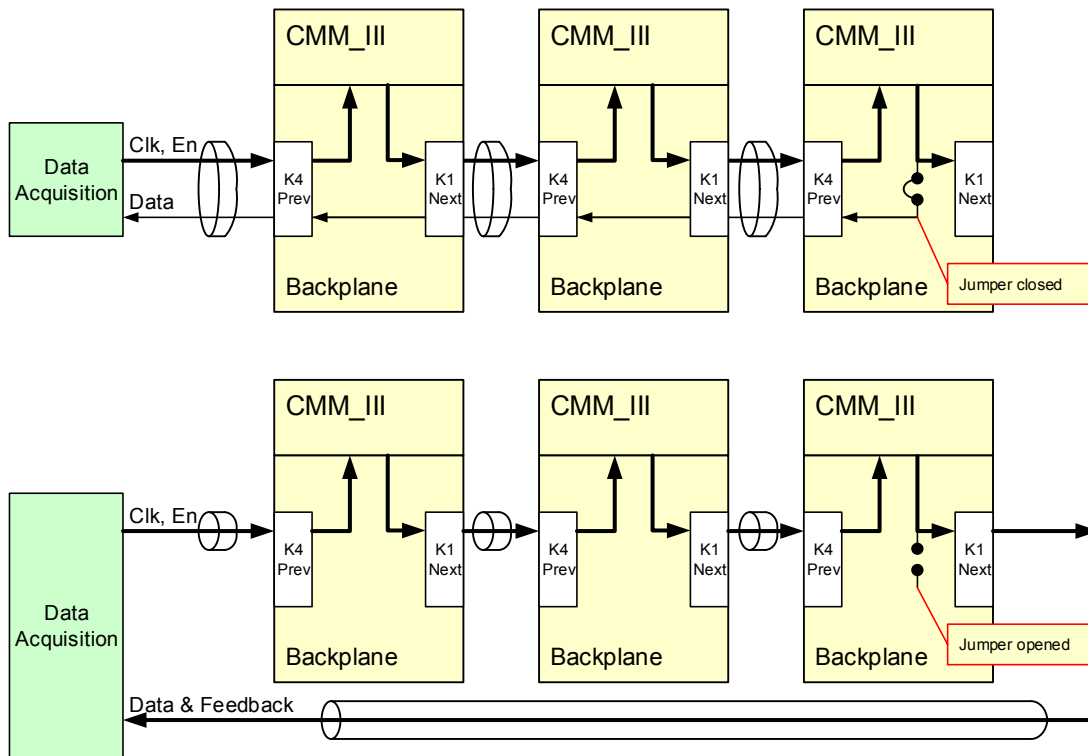 CMM_III
CMM_III
CMM_III
Data
Acquisition
Clk, En
Data
K4
Prev
K1
Next
K4
Prev
K1
Next
K4
Prev
K1
Next
Backplane
Backplane
Backplane
Jumper closed
CMM_III
CMM_III
CMM_III
Data
Acquisition
Clk, En
K4
Prev
K1
Next
K4
Prev
K1
Next
K4
Prev
K1
Next
Backplane
Backplane
Backplane
Jumper opened
Data & Feedback